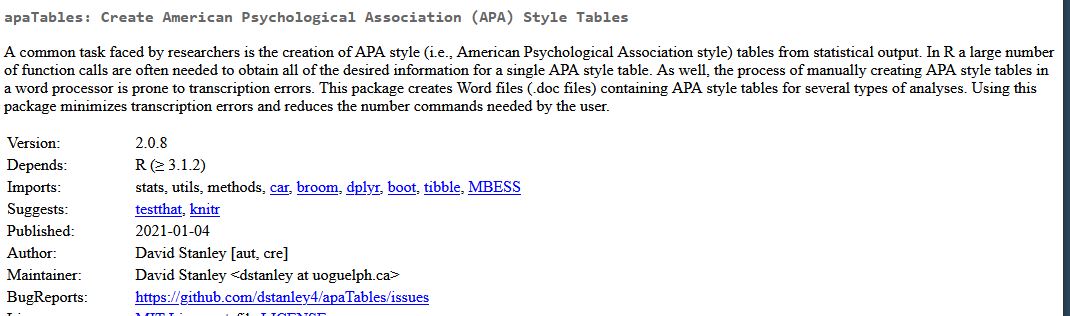 apaTables: Create American Psychological Association (APA) Style Tables
A common task faced by researchers is the creation of APA style (i.e., American Psychological Association style) tables from statistical output. In R a large number
of function calls are often needed to obtain all of the desired information for a single APA style table. As well, the process of manually creating APA style tables in
a word processor is prone to transcription errors. This package creates Word files (.doc files) containing APA style tables for several types of analyses. Using this
package minimizes transcription errors and reduces the number commands needed by the user.
Version: 2.0.8
Depends: R (≥ 3.1.2)
Imports: stats, utils, methods, car, broom, dplyr, boot, tibble, MBESS
Suggests: testthat, knitr
Published: 2021-01-04
Author: David Stanley [aut, cre]
Maintainer: David Stanley <dstanley at uoguelph.ca>
BugReports: https://github.com/dstanley4/apaTables/issues